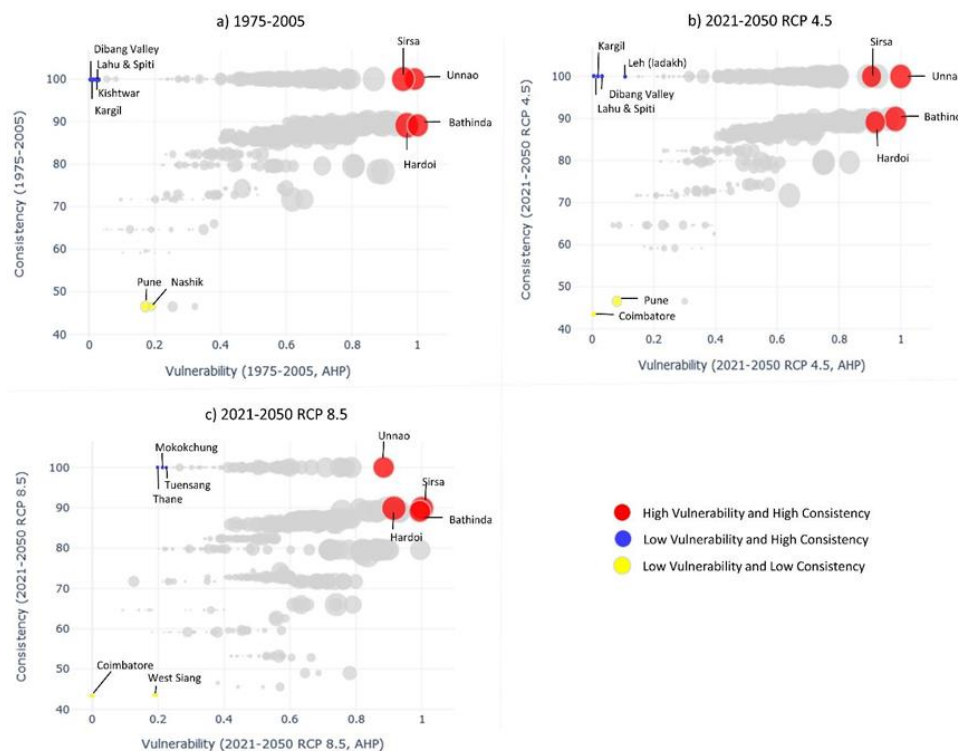 a) 1975-2005
Sirsa
Dibang Valley
Lahu & Spiti
100
Unnao
Kishtwar
Kargil
90
Bathinda
Hardoi
80
70
60
Pune
Nashik
50
40
0
0.2
0.4
0.6
0.8
1
Consistency (1975-2005)
Vulnerability (1975-2005, AHP)
b) 2021-2050 RCP 4.5
Sirsa
Kargil
Leh (ladakh)
100
Unna
Dibang Valley
Lahu & Spiti
90
Bathind
Hardoi
80
70
60
50
Pune
Coimbatore
40
0
0.2
0.4
0.6
0.8
1
Consistency (2021-2050 RCP 4.5)
Vulnerability (2021-2050 RCP 4.5, AHP)
c) 2021-2050 RCP 8.5
Unnao
Mokokchung
100
Tuensang
Thane
Sirsa
90
Bathinda
Hardoi
80
70
60
50
Coimbatore
West Siang
40
0
0.2
0.4
0.6
0.8
1
Consistency (2021-2050 RCP 8.5)
Vulnerability (2021-2050 RCP 8.5, AHP)
High Vulnerability and High Consistency
Low Vulnerability and High Consistency
Low Vulnerability and Low Consistency